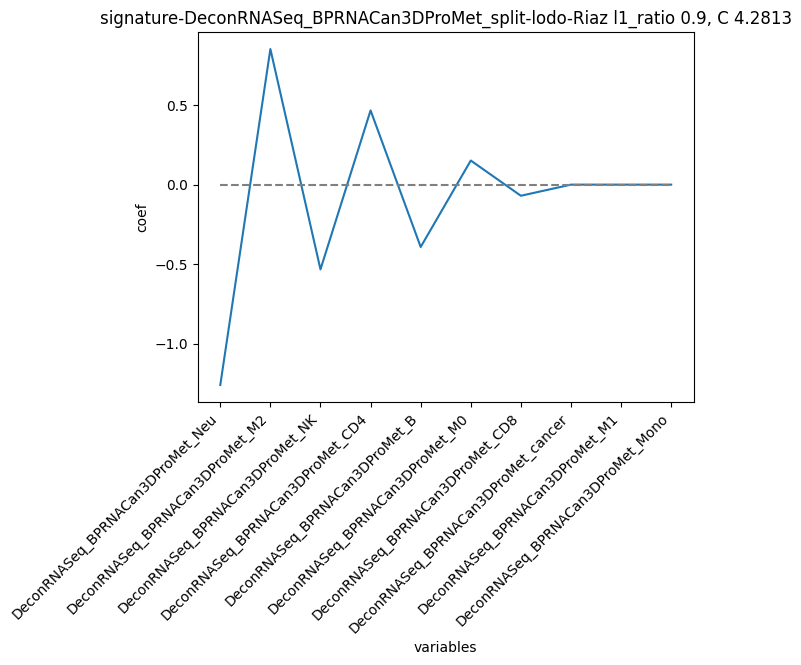 signature-DeconRNASeq_BPRNACan3DProMet_split-lodo-Riaz l1_ratio 0.9, C 4.2813
0.5
0.0
−0.5
−1.0
coef
DeconRNASeq_BPRNACan3DProMet_Neu
DeconRNASeq_BPRNACan3DProMet_M2
DeconRNASeq_BPRNACan3DProMet_NK
DeconRNASeq_BPRNACan3DProMet_CD4
DeconRNASeq_BPRNACan3DProMet_B
DeconRNASeq_BPRNACan3DProMet_M0
DeconRNASeq_BPRNACan3DProMet_CD8
DeconRNASeq_BPRNACan3DProMet_cancer
DeconRNASeq_BPRNACan3DProMet_M1
DeconRNASeq_BPRNACan3DProMet_Mono
variables